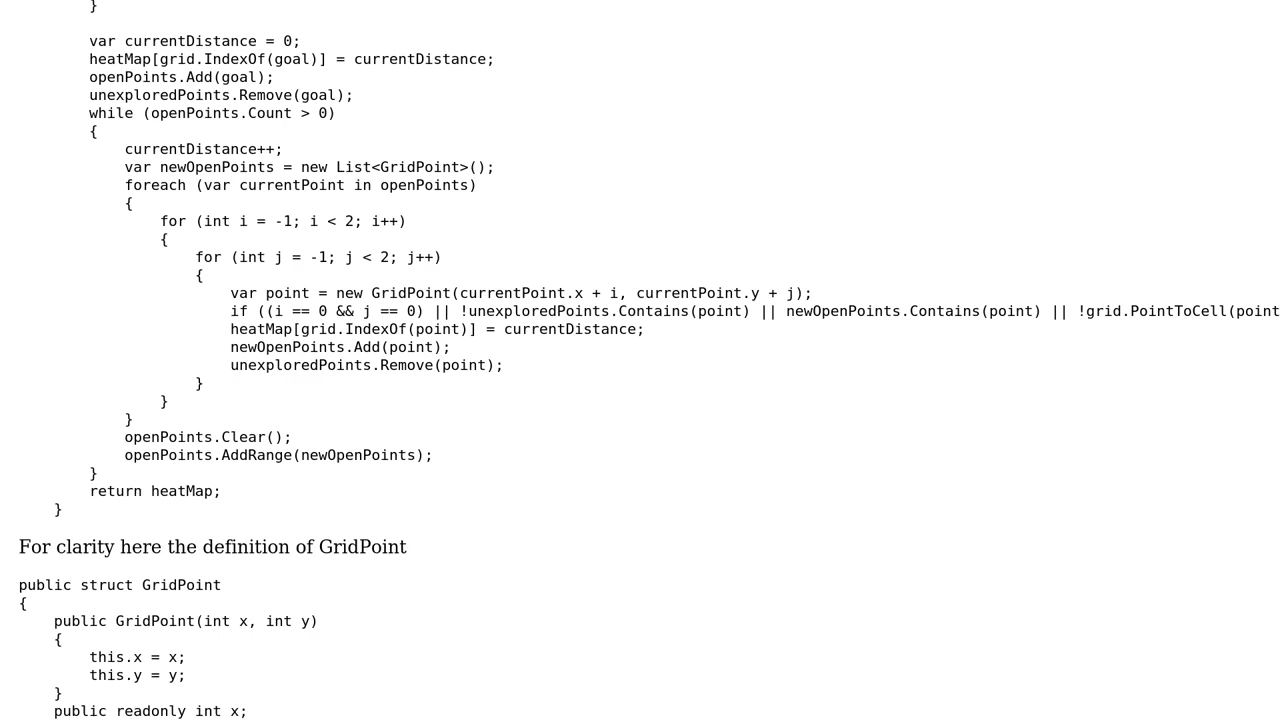 }
        var currentDistance = 0;
        heatMap[grid.IndexOf(goal)] = currentDistance;
        openPoints.Add(goal);
        unexploredPoints.Remove(goal);
        while (openPoints.Count > 0)
        {
            currentDistance++;
            var newOpenPoints = new List<GridPoint>();
            foreach (var currentPoint in openPoints)
            {
                for (int i = -1; i < 2; i++)
                {
                    for (int j = -1; j < 2; j++)
                    {
                        var point = new GridPoint(currentPoint.x + i, currentPoint.y + j);
                        if ((i == 0 && j == 0) || !unexploredPoints.Contains(point) || newOpenPoints.Contains(point) || !grid.PointToCell(point
                        heatMap[grid.IndexOf(point)] = currentDistance;
                        newOpenPoints.Add(point);
                        unexploredPoints.Remove(point);
                    }
                }
            }
            openPoints.Clear();
            openPoints.AddRange(newOpenPoints);
        }
        return heatMap;
    }
For clarity here the definition of GridPoint
public struct GridPoint
{
    public GridPoint(int x, int y)
    {
        this.x = x;
        this.y = y;
    }
    public readonly int x;